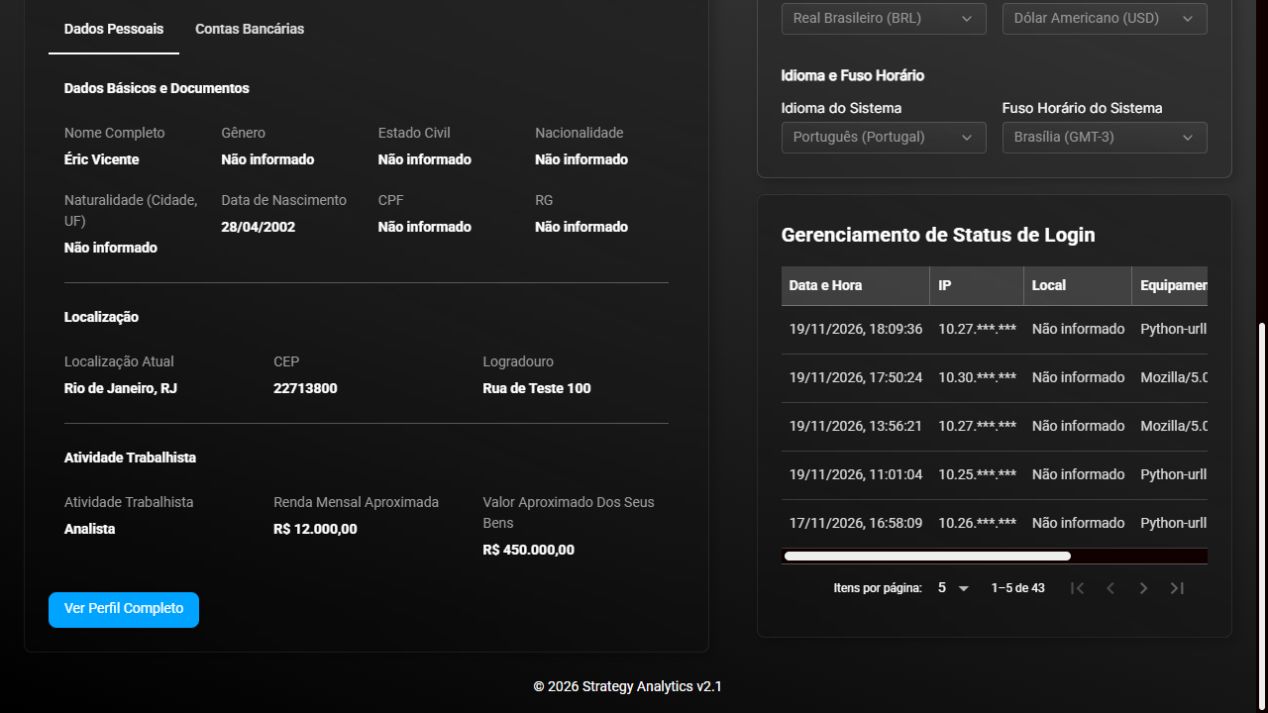 Dados Pessoais
Contas Bancárias
Dados Básicos e Documentos
Nome Completo
Gênero
Estado Civil
Nacionalidade
Éric Vicente
Não informado
Não informado
Não informado
Naturalidade (Cidade,
UF)
Data de Nascimento
CPF
RG
Não informado
28/04/2002
Não informado
Não informado
Localização
Localização Atual
CEP
Logradouro
Rio de Janeiro, RJ
22713800
Rua de Teste 100
Atividade Trabalhista
Atividade Trabalhista
Renda Mensal Aproximada
Valor Aproximado Dos Seus
Bens
Analista
R$ 12.000,00
R$ 450.000,00
Ver Perfil Completo
Real Brasileiro (BRL)
Dólar Americano (USD)
Idioma e Fuso Horário
Idioma do Sistema
Fuso Horário do Sistema
Português (Portugal)
Brasília (GMT-3)
Gerenciamento de Status de Login
Data e Hora IP Local Equipamen
19/11/2026, 18:09:36 10.27.***.*** Não informado Python-urll
19/11/2026, 17:50:24 10.30.***.*** Não informado Mozilla/5.0
19/11/2026, 13:56:21 10.27.***.*** Não informado Mozilla/5.0
19/11/2026, 11:01:04 10.25.***.*** Não informado Python-urll
17/11/2026, 16:58:09 10.26.***.*** Não informado Python-urll
Itens por página: 5 1–5 de 43
© 2026 Strategy Analytics v2.1